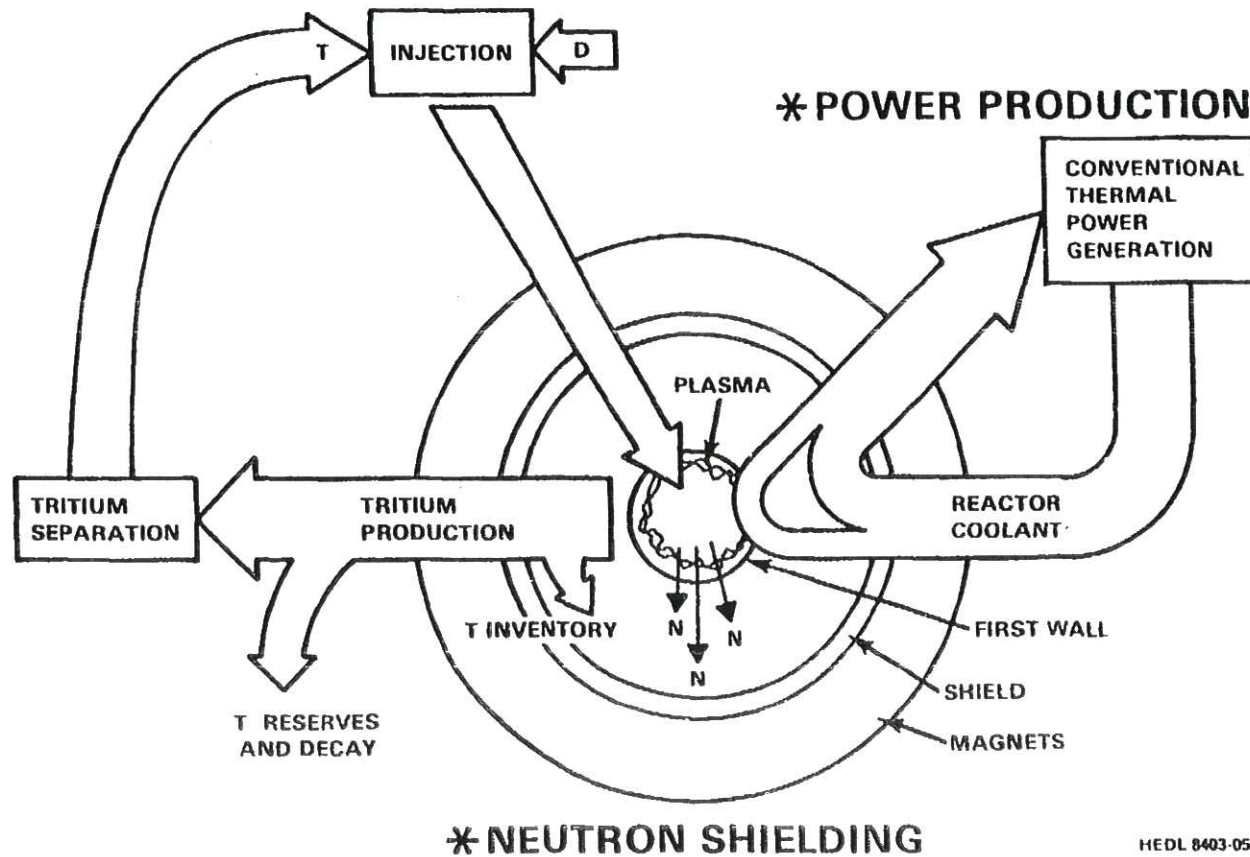 T
INJECTION
D
*POWER PRODUCTION
CONVENTIONAL
THERMAL
POWER
GENERATION
PLASMA
TRITIUM
SEPARATION
TRITIUM
PRODUCTION
REACTOR
COOLANT
T INVENTORY
N
N
N
FIRST WALL
SHIELD
MAGNETS
T RESERVES
AND DECAY
*NEUTRON SHIELDING
HEDL 8403-05